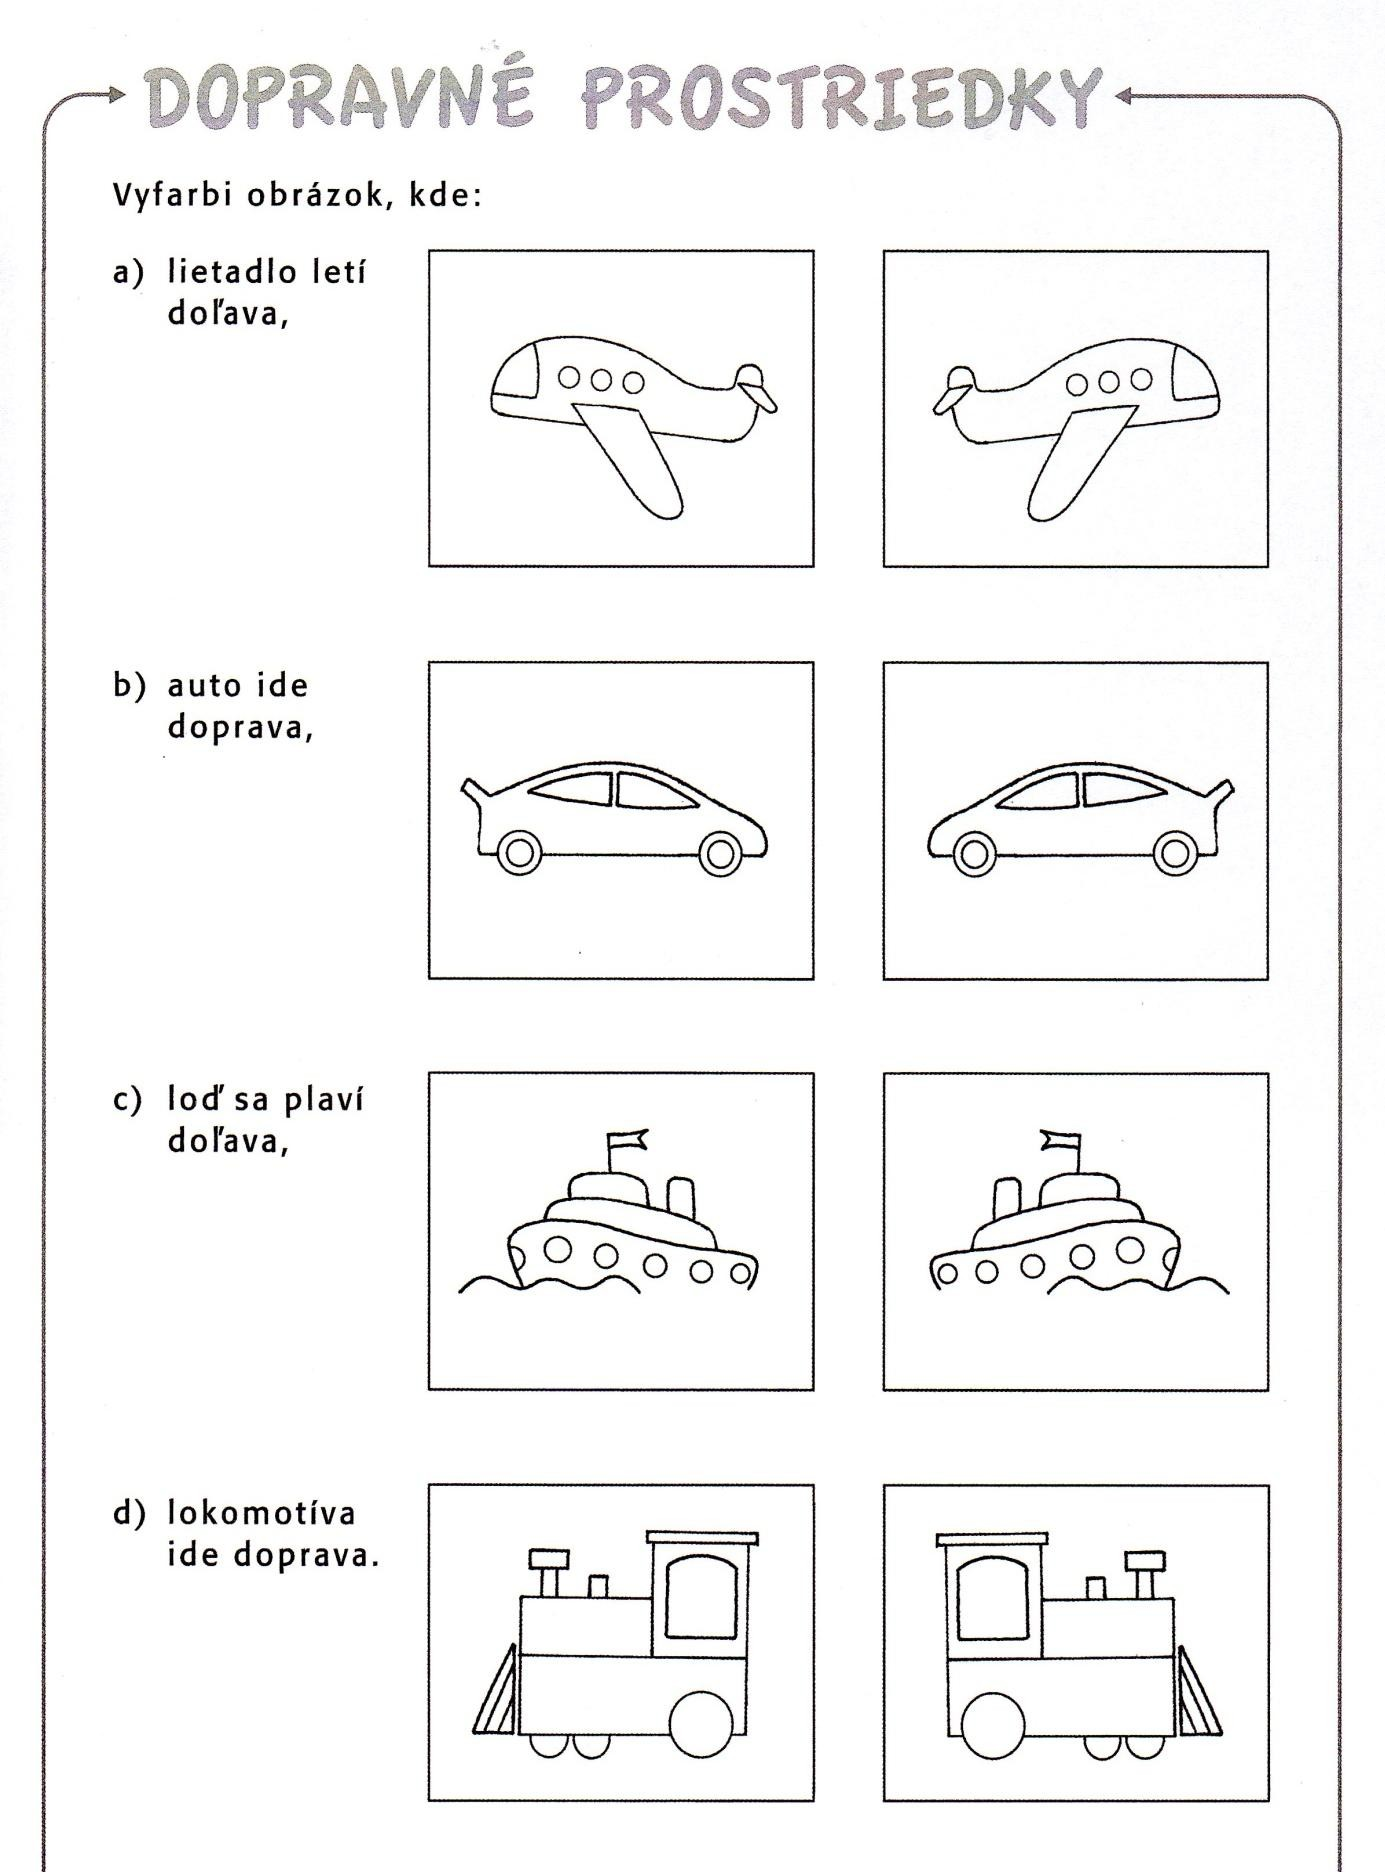 DOPRAVNÉ PROSTRIEDKY
Vyfarbi obrázok, kde:
a) lietadlo letí
doľava,
b) auto ide
doprava,
c) loď sa plaví
doľava,
d) lokomotíva
ide doprava.